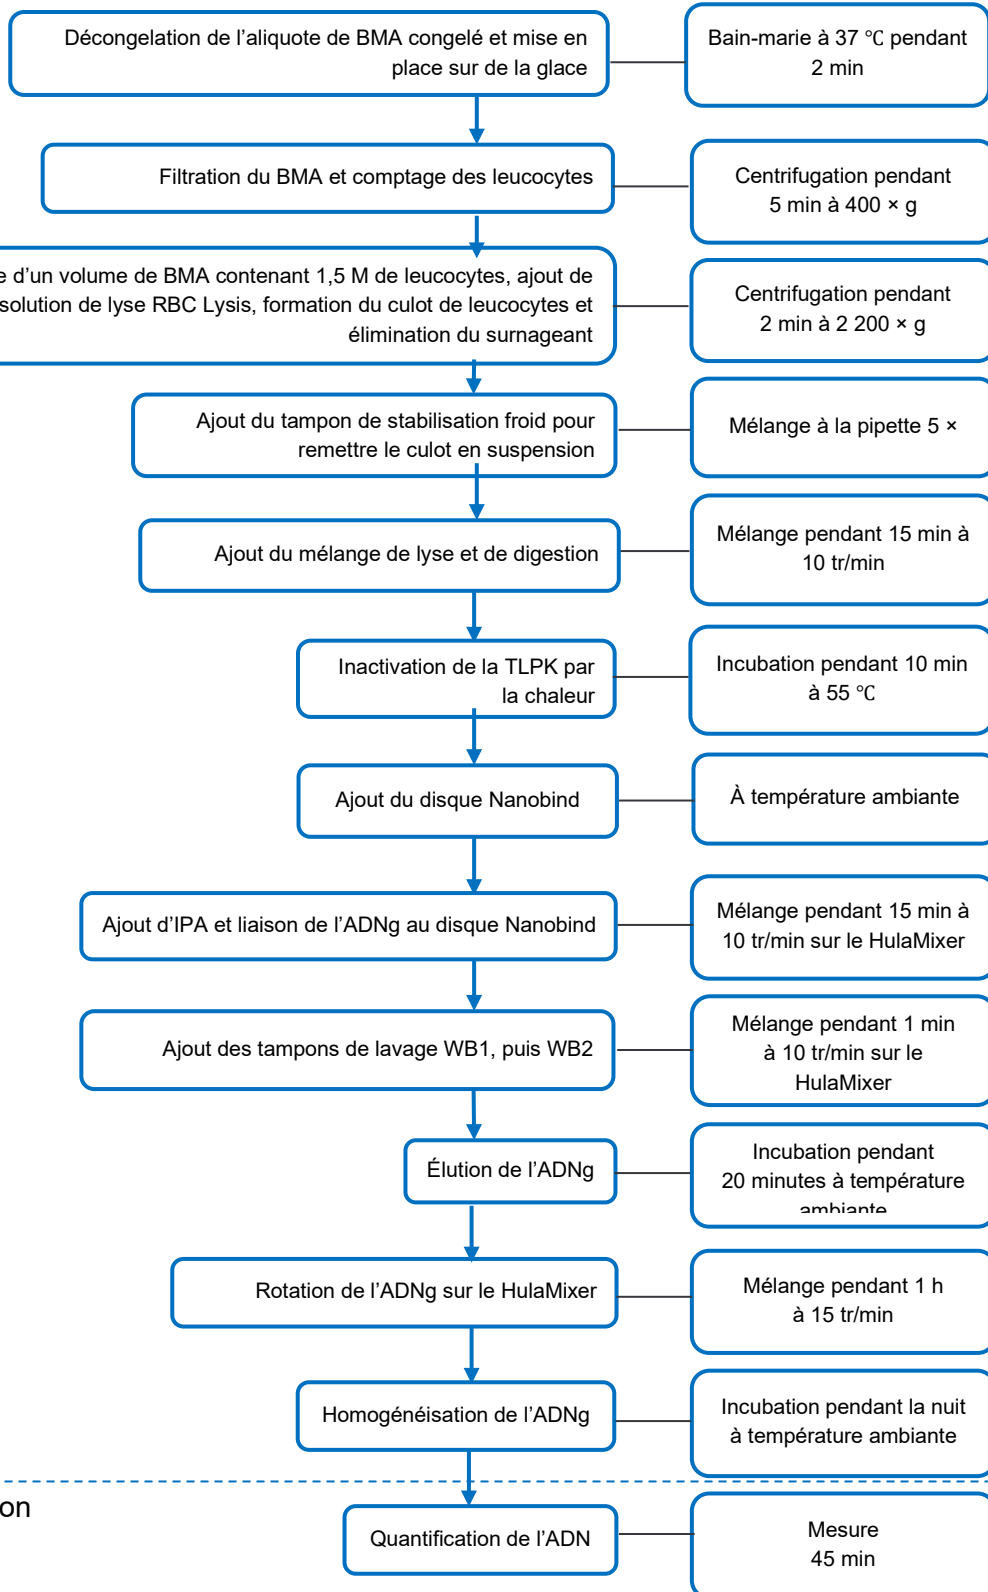 Décongelation de l’aliquote de BMA congelé et mise en
place sur de la glace
Bain-marie à 37 °C pendant
2 min
Filtration du BMA et comptage des leucocytes
Centrifugation pendant
5 min à 400 × g
d’un volume de BMA contenant 1,5 M de leucocytes, ajout de
solution de lyse RBC Lysis, formation du culot de leucocytes et
élimination du surnageant
Centrifugation pendant
2 min à 2 200 × g
Ajout du tampon de stabilisation froid pour
remettre le culot en suspension
Mélange à la pipette 5 ×
Ajout du mélange de lyse et de digestion
Mélange pendant 15 min à
10 tr/min
Inactivation de la TLPK par
la chaleur
Incubation pendant 10 min
à 55 °C
Ajout du disque Nanobind
À température ambiante
Ajout d’IPA et liaison de l’ADNg au disque Nanobind
Mélange pendant 15 min à
10 tr/min sur le HulaMixer
Ajout des tampons de lavage WB1, puis WB2
Mélange pendant 1 min
à 10 tr/min sur le
HulaMixer
Élution de l’ADNg
Incubation pendant
20 minutes à température
ambiante
Rotation de l’ADNg sur le HulaMixer
Mélange pendant 1 h
à 15 tr/min
Homogénéisation de l’ADNg
Incubation pendant la nuit
à température ambiante
on
Quantification de l’ADN
Mesure
45 min